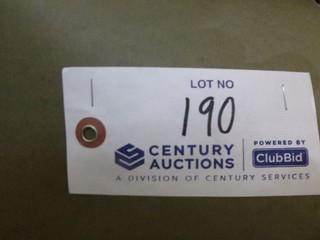 LOT NO
190
CENTURY AUCTIONS
POWERED BY
ClubBid
A DIVISION OF CENTURY SERVICES